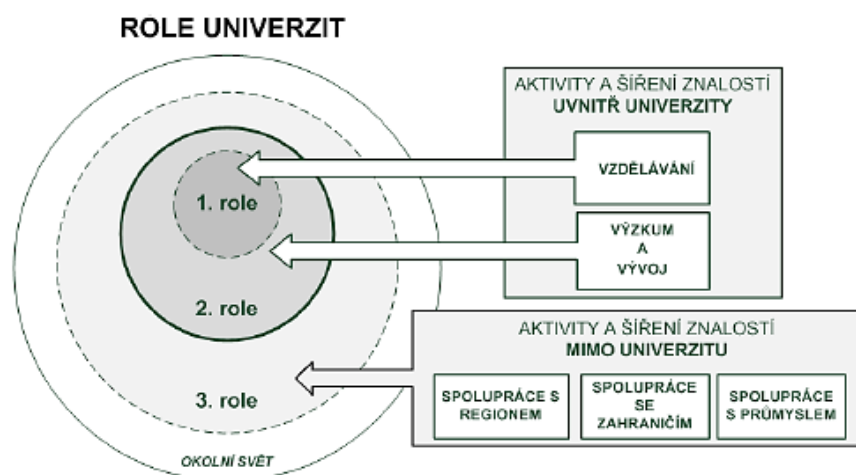 ROLE UNIVERZIT
1. role
2. role
3. role
OKOLNÍ SVĚT
AKTIVITY A ŠÍŘENÍ ZNALOSTÍ
UVNITŘ UNIVERZITY
VZDĚLÁVÁNÍ
VÝZKUM
A
VÝVOJ
AKTIVITY A ŠÍŘENÍ ZNALOSTÍ
MIMO UNIVERZITU
SPOLUPRÁCE S
REGIONEM
SPOLUPRÁCE
SE
ZAHRANIČÍM
SPOLUPRÁCE
S PRŮMYSLEM